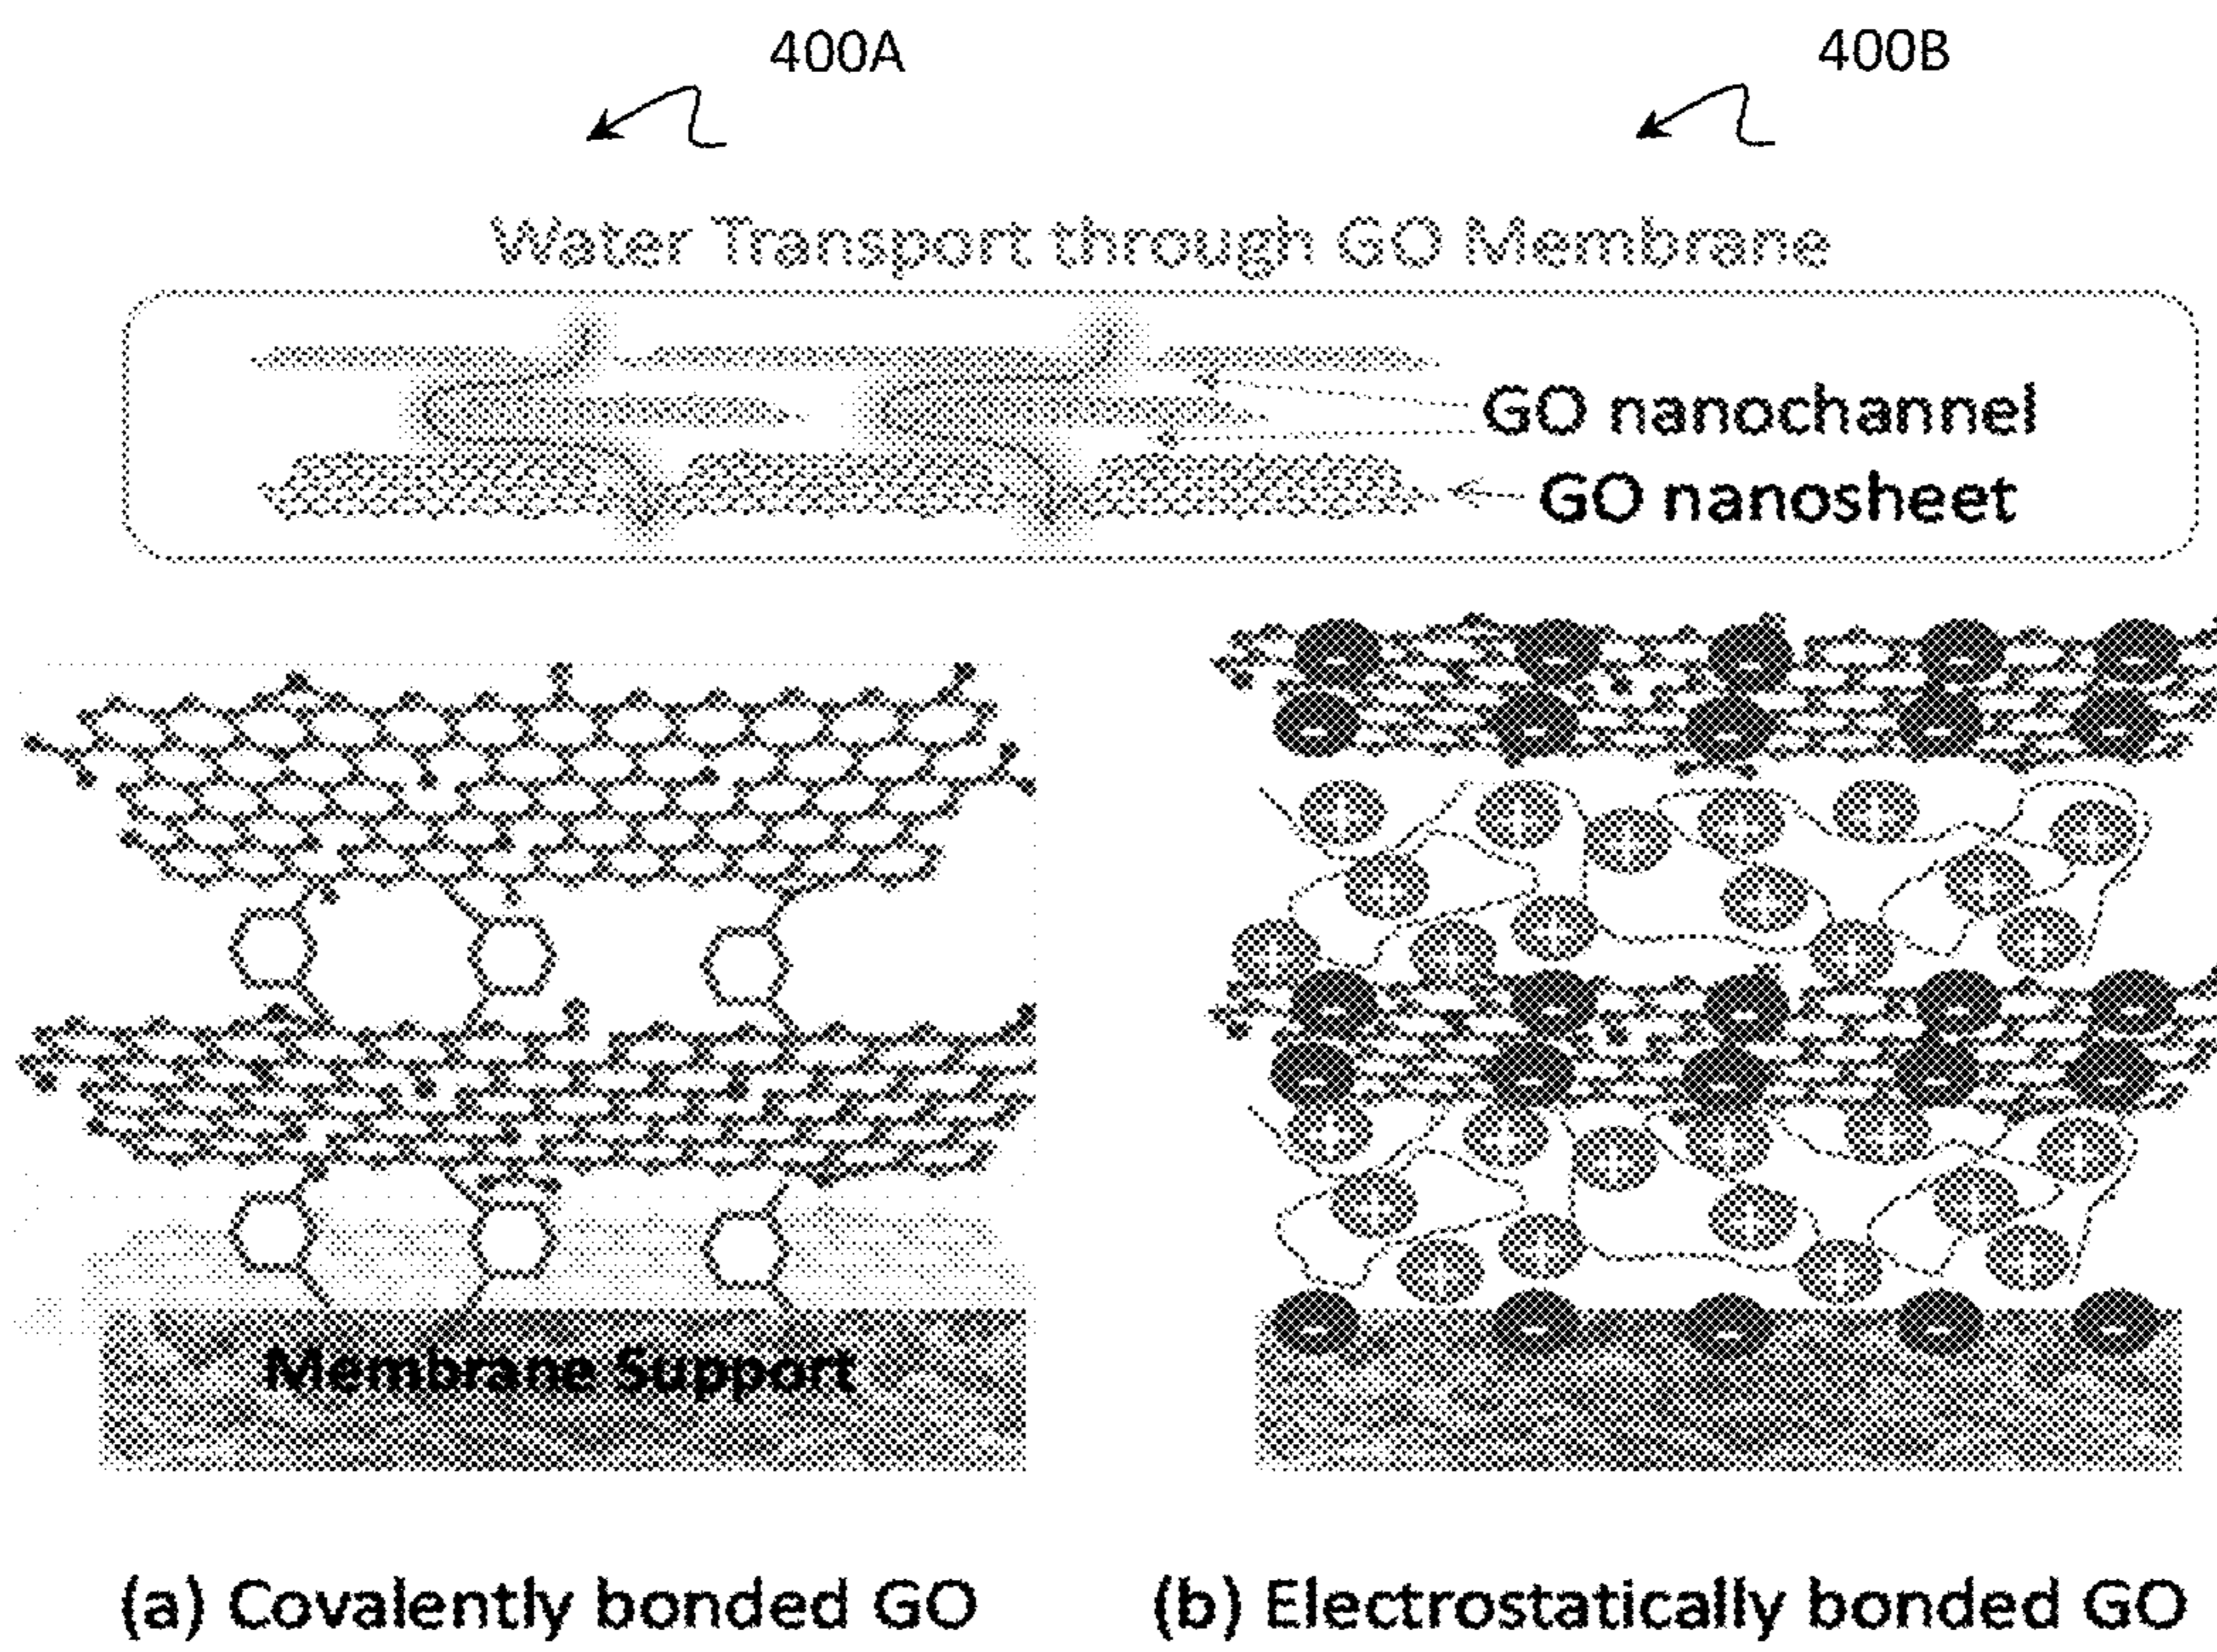 400A
400B
Water Transport through GO Membrane
GO nanochannel
GO nanosheet
Membrane Support
(a) Covalently bonded GO
(b) Electrostatically bonded GO